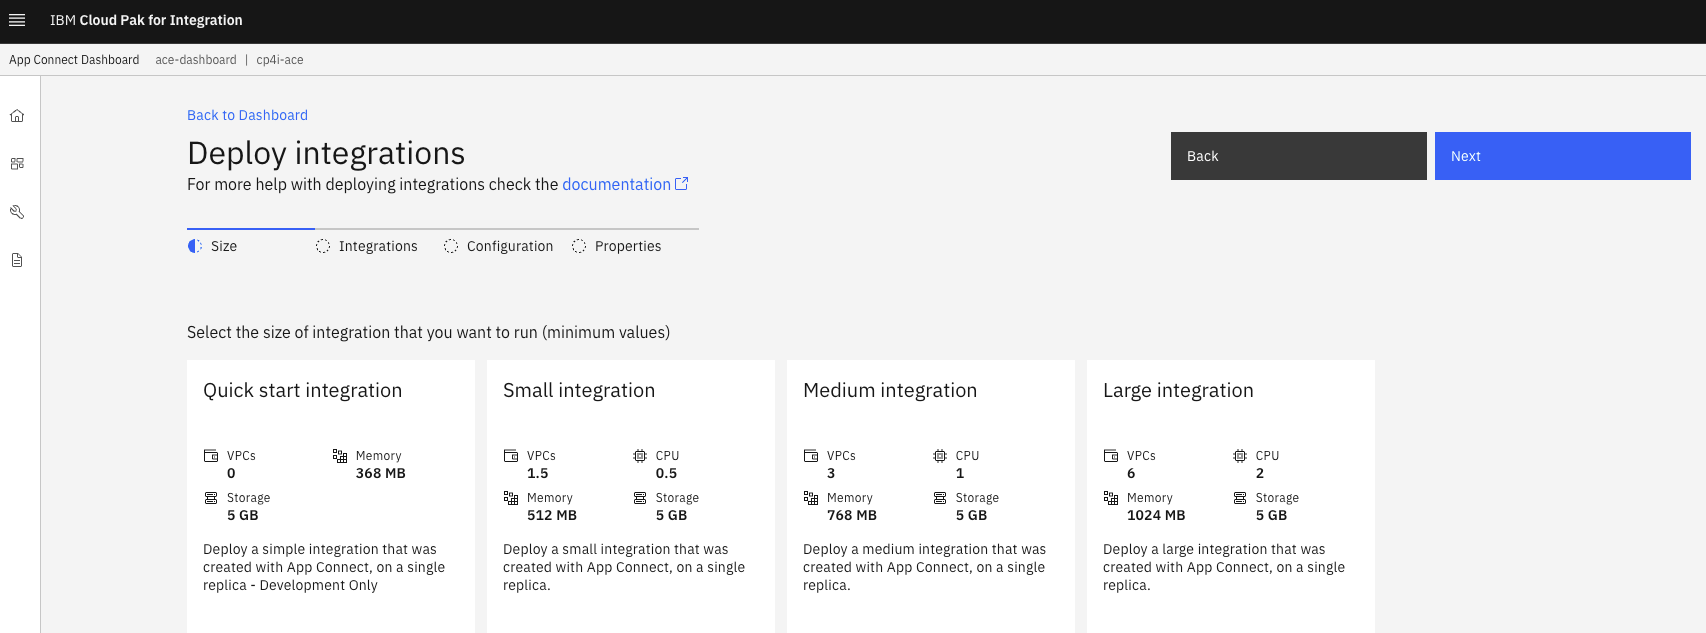 IBM Cloud Pak for Integration
App Connect Dashboard ace-dashboard | cp4i-ace
Back to Dashboard
Deploy integrations
For more help with deploying integrations check the documentation
Back
Next
Size
Integrations
Configuration
Properties
Select the size of integration that you want to run (minimum values)
Quick start integration
VPCs
0
Memory
368 MB
Storage
5 GB
Deploy a simple integration that was
created with App Connect, on a single
replica - Development Only
Small integration
VPCs
1.5
CPU
0.5
Memory
512 MB
Storage
5 GB
Deploy a small integration that was
created with App Connect, on a single
replica.
Medium integration
VPCs
3
CPU
1
Memory
768 MB
Storage
5 GB
Deploy a medium integration that was
created with App Connect, on a single
replica.
Large integration
VPCs
6
CPU
2
Memory
1024 MB
Storage
5 GB
Deploy a large integration that was
created with App Connect, on a single
replica.